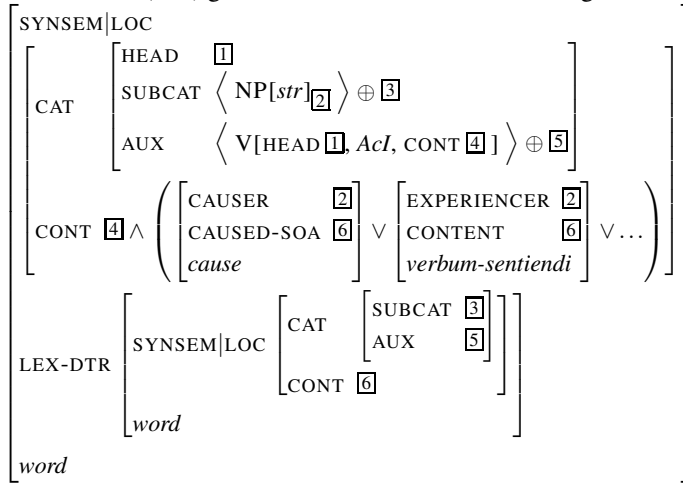 SYNSEM|LOC
CAT [HEAD 1
SUBCAT ⟨ NP[str]2 ⟩ ⊕ 3
AUX ⟨ V[HEAD 1, AcI, CONT 4 ] ⟩ ⊕ 5]
CONT 4 ∧ ( [CAUSER 2
CAUSED-SOA 6
cause] ∨ [EXPERIENCER 2
CONTENT 6
verbum-sentiendi] ∨ … )
LEX-DTR [SYNSEM|LOC [CAT [SUBCAT 3
AUX 5]
CONT 6]
word]
word